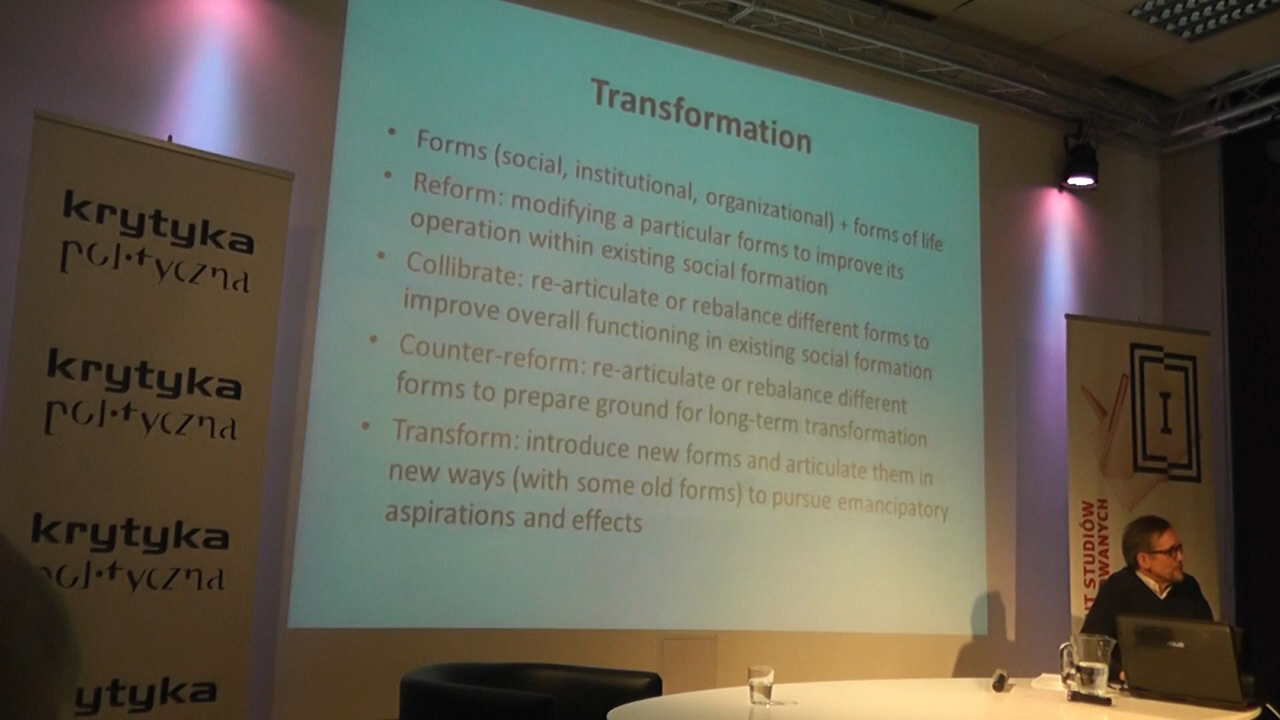 krytyka
polityczna
krytyka
polityczna
krytyka
polityczna
ytyka
Transformation
• Forms (social, institutional, organizational) + forms of life
• Reform: modifying a particular forms to improve its
operation within existing social formation
• Collibrate: re-articulate or rebalance different forms to
improve overall functioning in existing social formation
• Counter-reform: re-articulate or rebalance different
forms to prepare ground for long-term transformation
• Transform: introduce new forms and articulate them in
new ways (with some old forms) to pursue emancipatory
aspirations and effects
I
T STUDIÓW
WANYCH